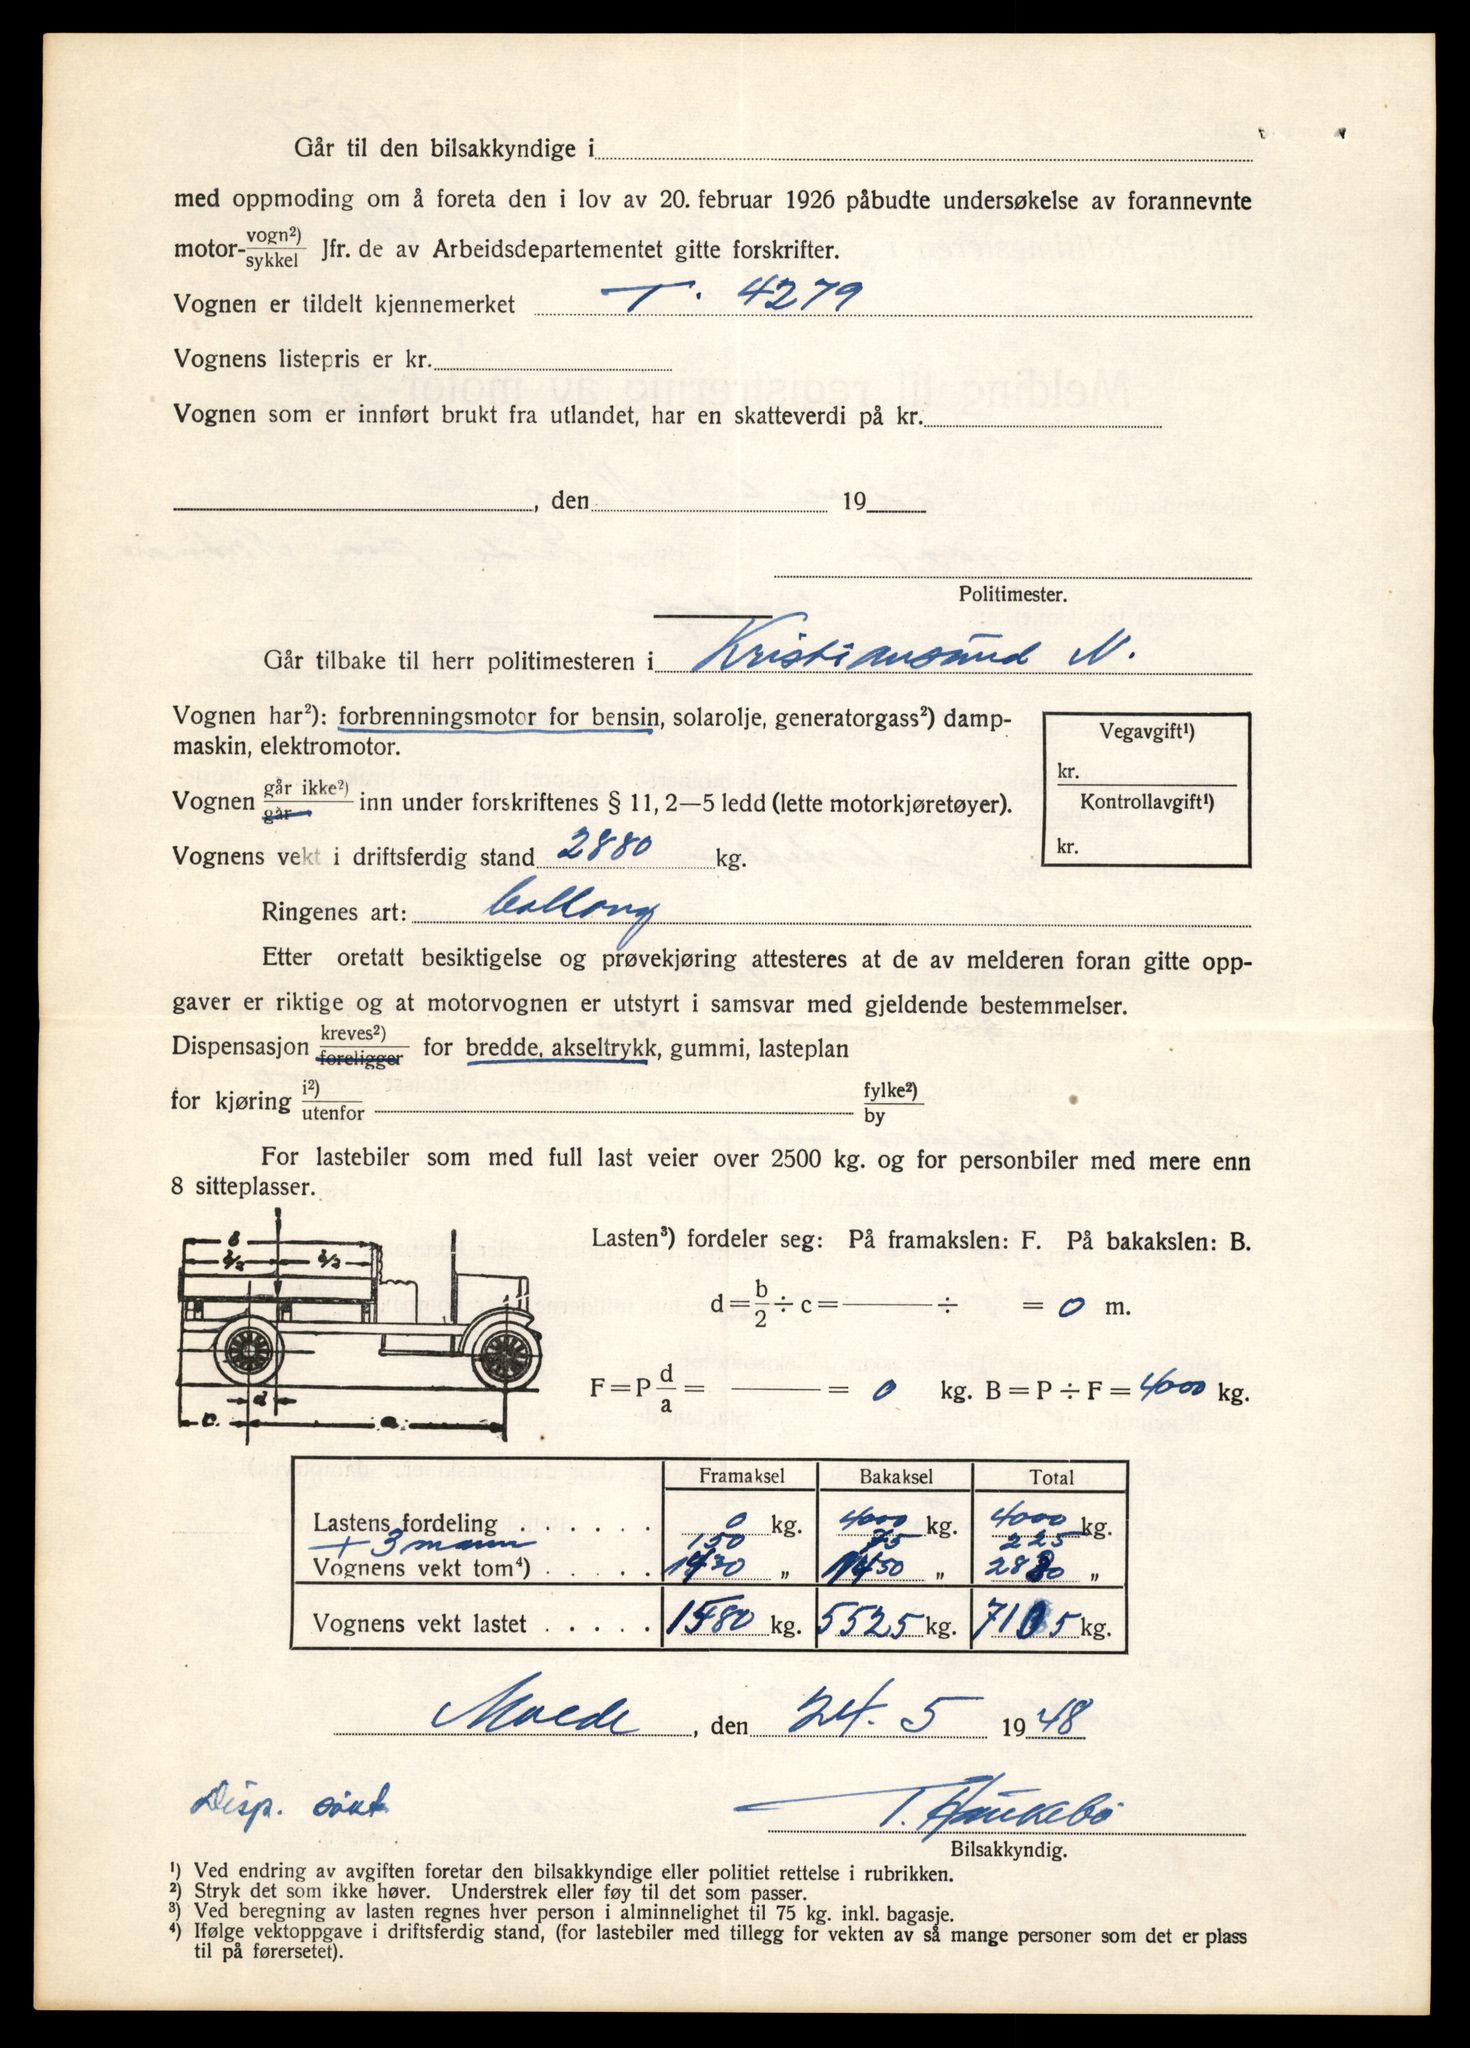 Går til den bilsakkyndige i
med oppmoding om å foreta den i lov av 20. februar 1926 påbudte undersøkelse av forannevnte
motor- vogn²) / sykkel Jfr. de av Arbeidsdepartementet gitte forskrifter.
Vognen er tildelt kjennemerket T. 4279
Vognens listepris er kr.
Vognen som er innført brukt fra utlandet, har en skatteverdi på kr.
, den 19
Politimester.
Går tilbake til herr politimesteren i Kristiansund N.
Vognen har²): forbrenningsmotor for bensin, solarolje, generatorgass²) damp-
maskin, elektromotor.
Vegavgift¹)
kr.
Kontrollavgift¹)
kr.
Vognen går ikke²) / går inn under forskriftenes § 11, 2—5 ledd (lette motorkjøretøyer).
Vognens vekt i driftsferdig stand 2880 kg.
Ringenes art: ballong
Etter oretatt besiktigelse og prøvekjøring attesteres at de av melderen foran gitte opp-
gaver er riktige og at motorvognen er utstyrt i samsvar med gjeldende bestemmelser.
Dispensasjon kreves²) / foreligger for bredde, akseltrykk, gummi, lasteplan
for kjøring i²) / utenfor fylke²) / by
For lastebiler som med full last veier over 2500 kg. og for personbiler med mere enn
8 sitteplasser.
b
b/2 b/2
d
c. a.
Lasten³) fordeler seg: På framakslen: F. På bakakslen: B.
d = b/2 ÷ c = —— ÷ = 0 m.
F = P d/a = —— = 0 kg. B = P ÷ F = 4000 kg.
Framaksel Bakaksel Total
Lastens fordeling . . . . . . 0 kg. 4000 kg. 4000 kg.
+ 3 mann 150 75 225
Vognens vekt tom⁴) . . . . . 1430 „ 1450 „ 2880 „
Vognens vekt lastet . . . . . 1580 kg. 5525 kg. 7105 kg.
Molde, den 24. 5 1948
Disp. søkt
T. Haukebø
Bilsakkyndig.
¹) Ved endring av avgiften foretar den bilsakkyndige eller politiet rettelse i rubrikken.
²) Stryk det som ikke høver. Understrek eller føy til det som passer.
³) Ved beregning av lasten regnes hver person i alminnelighet til 75 kg. inkl. bagasje.
⁴) Ifølge vektoppgave i driftsferdig stand, (for lastebiler med tillegg for vekten av så mange personer som det er plass
til på førersetet).